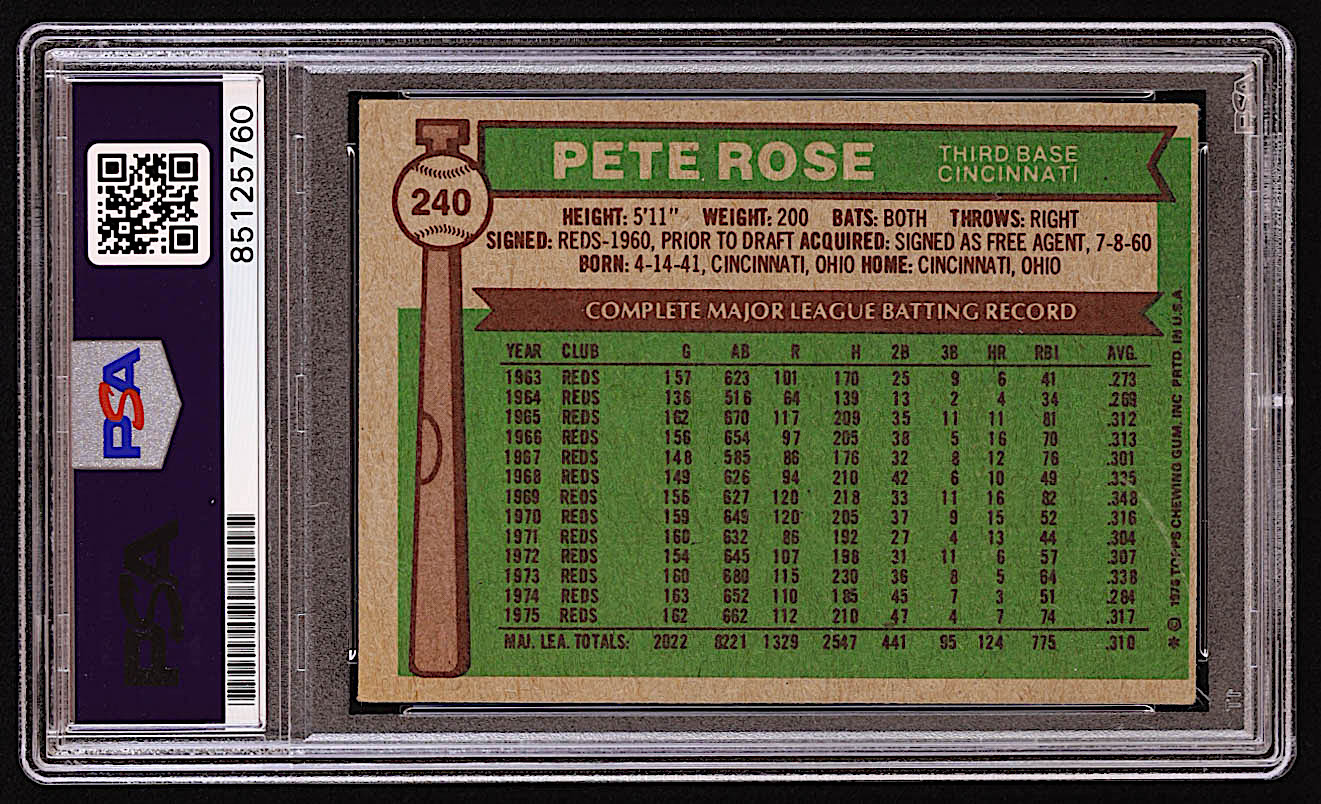 85125760
PSA
PSA
PSA
240
PETE ROSE
THIRD BASE
CINCINNATI
HEIGHT: 5'11" WEIGHT: 200 BATS: BOTH THROWS: RIGHT
SIGNED: REDS-1960, PRIOR TO DRAFT ACQUIRED: SIGNED AS FREE AGENT, 7-8-60
BORN: 4-14-41, CINCINNATI, OHIO HOME: CINCINNATI, OHIO
COMPLETE MAJOR LEAGUE BATTING RECORD
YEAR CLUB G AB R H 2B 3B HR RBI AVG.
1963 REDS 157 623 101 170 25 9 6 41 .273
1964 REDS 136 516 64 139 13 2 4 34 .269
1965 REDS 162 670 117 209 35 11 11 81 .312
1966 REDS 156 654 97 205 38 5 16 70 .313
1967 REDS 148 585 86 176 32 8 12 76 .301
1968 REDS 149 626 94 210 42 6 10 49 .335
1969 REDS 156 627 120 218 33 11 16 82 .348
1970 REDS 159 649 120 205 37 9 15 52 .316
1971 REDS 160 632 86 192 27 4 13 44 .304
1972 REDS 154 645 107 198 31 11 6 57 .307
1973 REDS 160 680 115 230 36 8 5 64 .338
1974 REDS 163 652 110 185 45 7 3 51 .284
1975 REDS 162 662 112 210 47 4 7 74 .317
MAJ. LEA. TOTALS: 2022 8221 1329 2547 441 95 124 775 .310
* © 1976 TOPPS CHEWING GUM, INC PRTD. IN U.S.A.